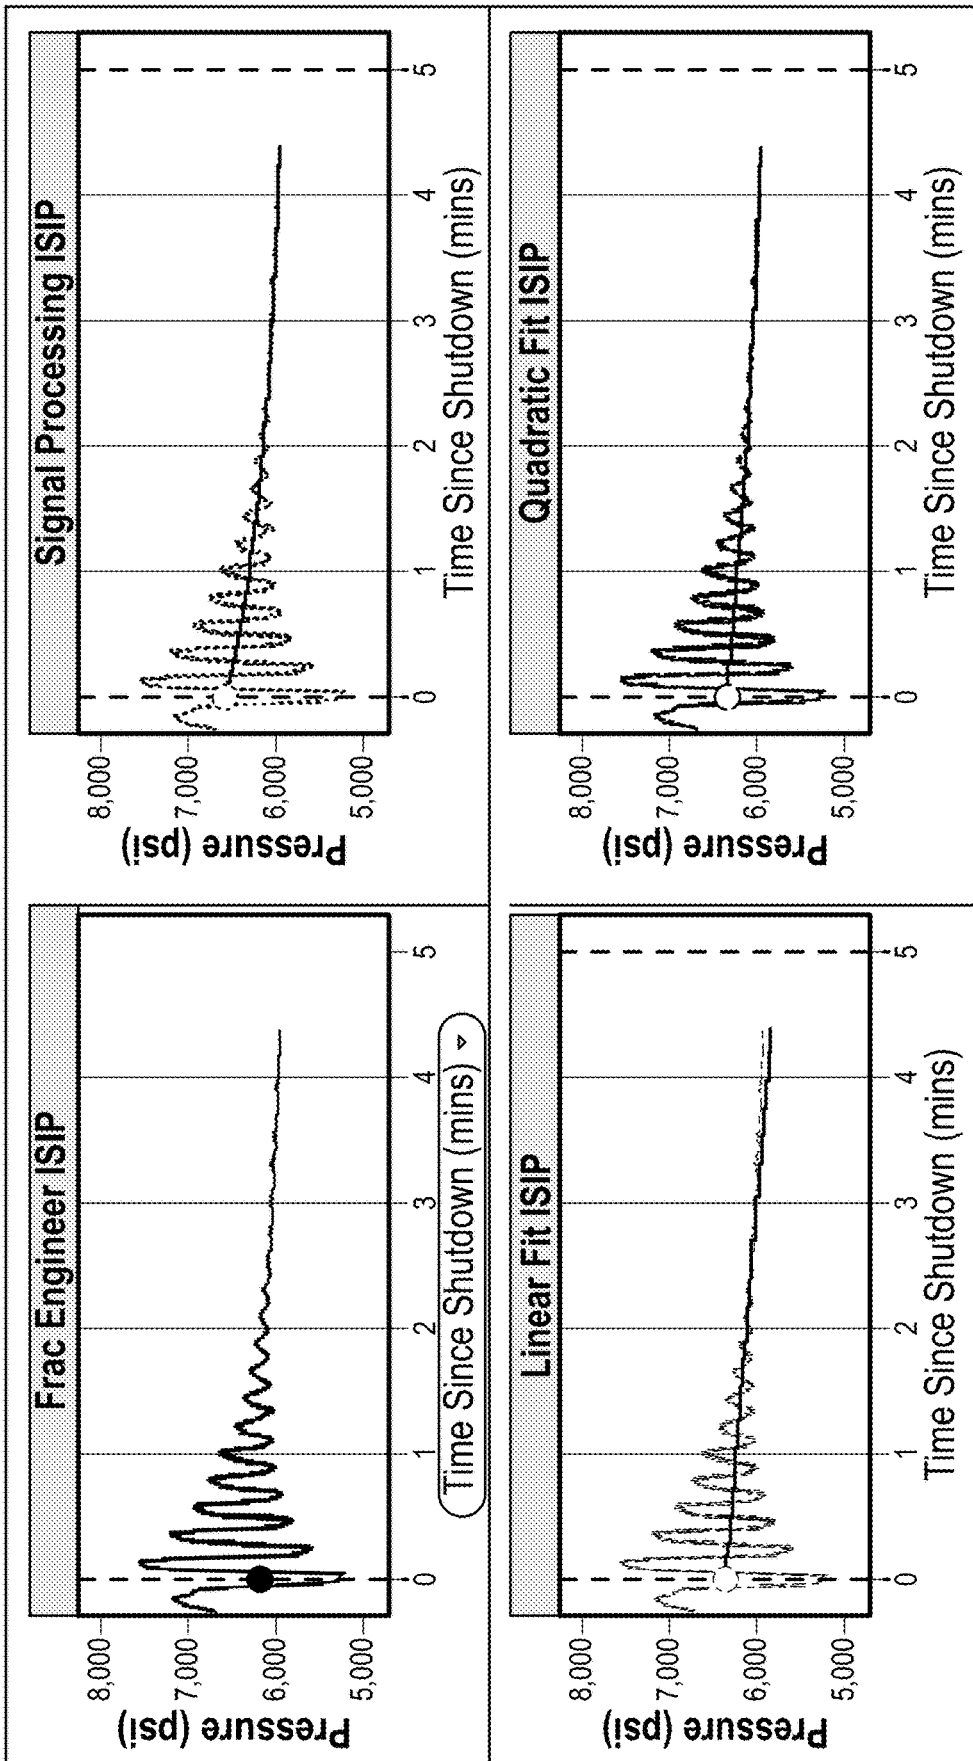 Frac Engineer ISIP
Pressure (psi)
8,000
7,000
6,000
5,000
0 1 2 3 4 5
Time Since Shutdown (mins)
Signal Processing ISIP
Pressure (psi)
8,000
7,000
6,000
5,000
0 1 2 3 4 5
Time Since Shutdown (mins)
Linear Fit ISIP
Pressure (psi)
8,000
7,000
6,000
5,000
0 1 2 3 4 5
Time Since Shutdown (mins)
Quadratic Fit ISIP
Pressure (psi)
8,000
7,000
6,000
5,000
0 1 2 3 4 5
Time Since Shutdown (mins)